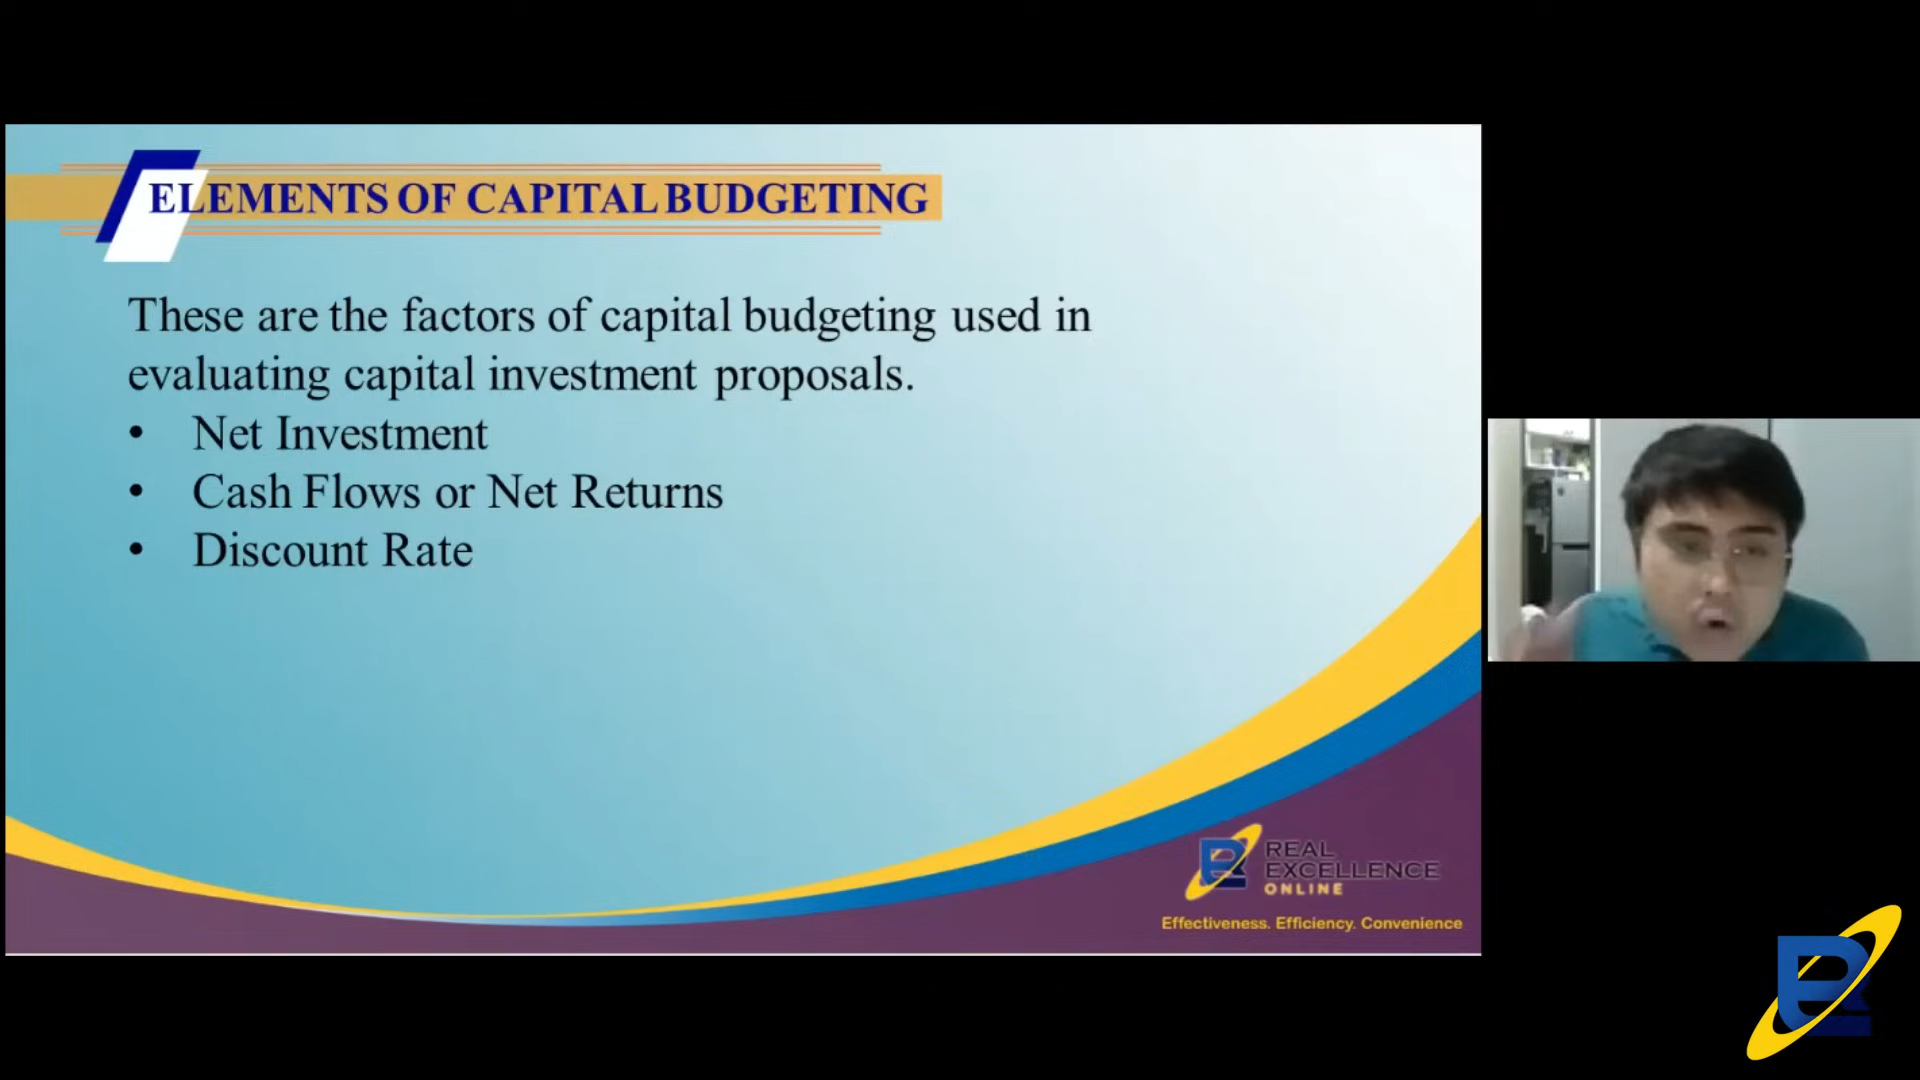 ELEMENTS OF CAPITAL BUDGETING
These are the factors of capital budgeting used in
evaluating capital investment proposals.
• Net Investment
• Cash Flows or Net Returns
• Discount Rate
REAL
EXCELLENCE
ONLINE
Effectiveness. Efficiency. Convenience